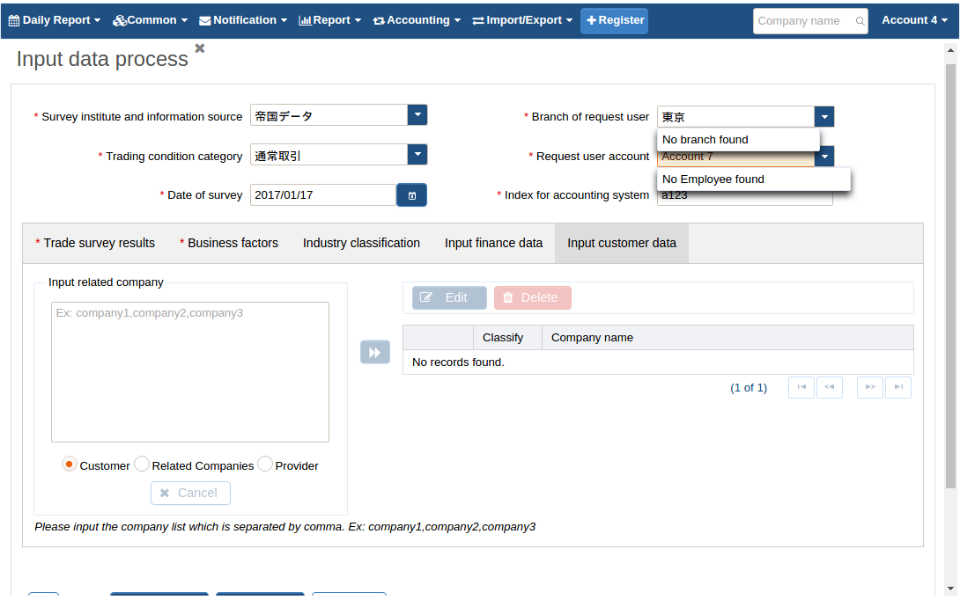 Daily Report Common Notification Report Accounting Import/Export Register Company name Account 4
Input data process
* Survey institute and information source 帝国データ * Branch of request user 東京
No branch found
* Trading condition category 通常取引 * Request user account Account 7
No Employee found
* Date of survey 2017/01/17 * Index for accounting system a123
* Trade survey results * Business factors Industry classification Input finance data Input customer data
Input related company
Ex: company1,company2,company3
Edit Delete
Classify Company name
No records found.
(1 of 1)
Customer Related Companies Provider
Cancel
Please input the company list which is separated by comma. Ex: company1,company2,company3